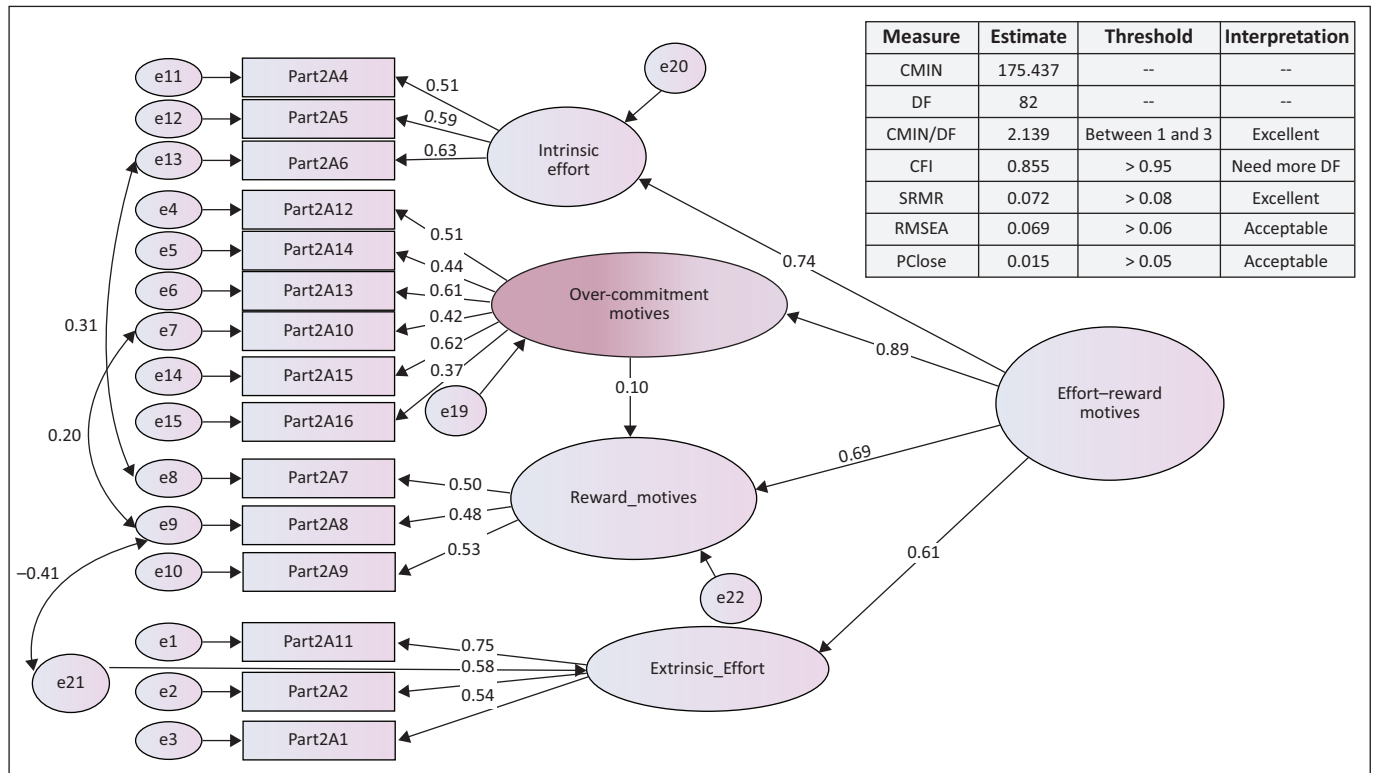 Measure Estimate Threshold Interpretation
CMIN 175.437 -- --
DF 82 -- --
CMIN/DF 2.139 Between 1 and 3 Excellent
CFI 0.855 > 0.95 Need more DF
SRMR 0.072 > 0.08 Excellent
RMSEA 0.069 > 0.06 Acceptable
PClose 0.015 > 0.05 Acceptable
e20
e11 Part2A4 0.51
e12 Part2A5 0.59
e13 Part2A6 0.63
Intrinsic
effort
e4 Part2A12 0.51
e5 Part2A14 0.44
e6 Part2A13 0.61
e7 Part2A10 0.42
e14 Part2A15 0.62
e15 Part2A16 0.37
e19
Over-commitment
motives
0.74
0.89
0.10
0.69
0.61
Effort–reward
motives
0.31
0.20
–0.41
e8 Part2A7 0.50
e9 Part2A8 0.48
e10 Part2A9 0.53
Reward_motives
e22
e1 Part2A11 0.75
e21 0.58
e2 Part2A2 0.54
e3 Part2A1
Extrinsic_Effort